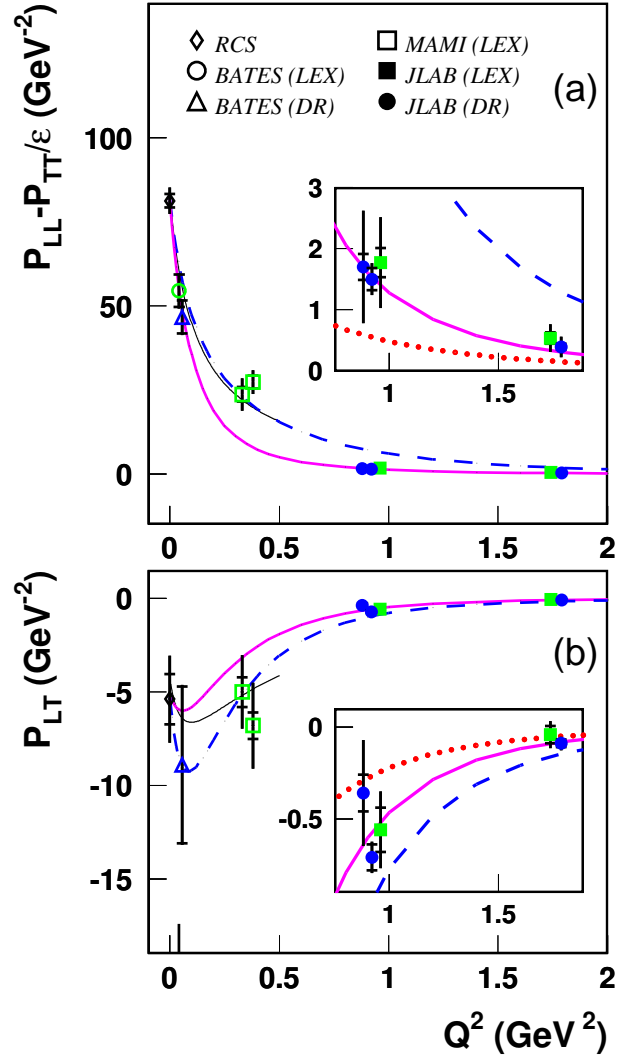 RCS
MAMI (LEX)
BATES (LEX)
JLAB (LEX)
BATES (DR)
JLAB (DR)
(a)
P_LL-P_TT/ε (GeV^-2)
100
50
0
3
2
1
0
1
1.5
0
0.5
1
1.5
2
(b)
P_LT (GeV^-2)
0
-5
-10
-15
0
-0.5
1
1.5
0
0.5
1
1.5
2
Q^2 (GeV^2)